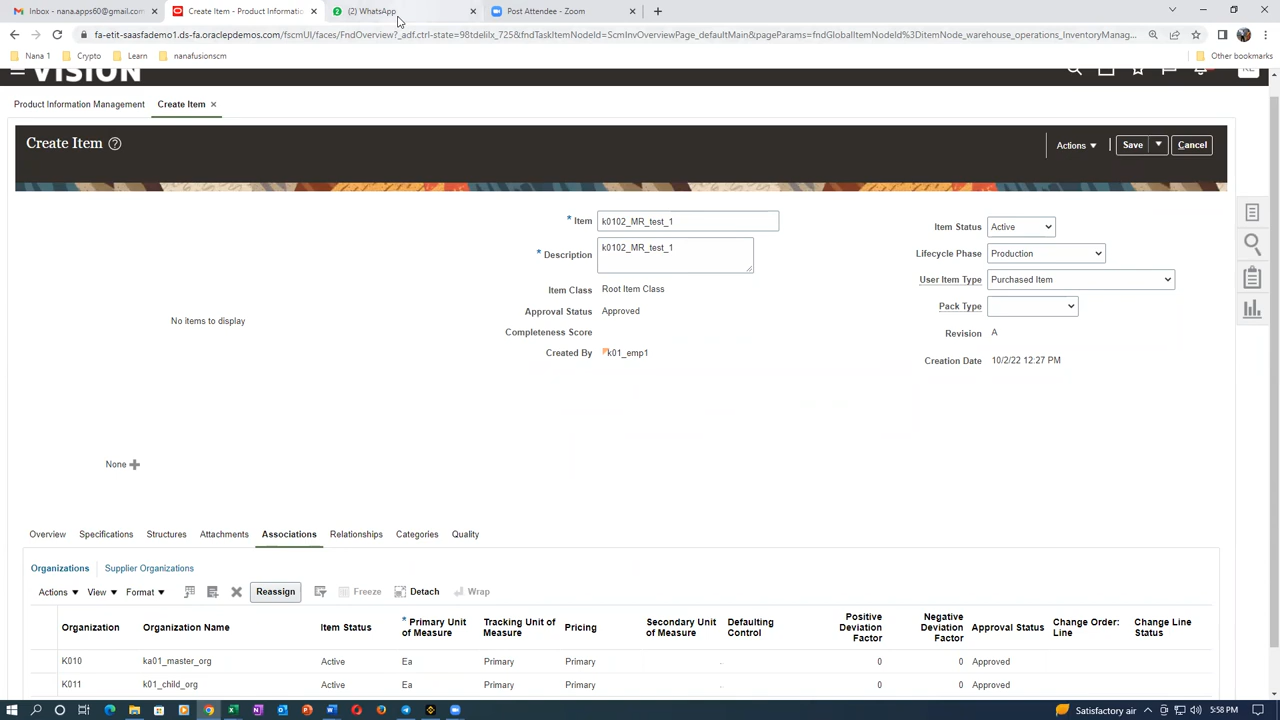 Inbox - nana.apps60@gmail.com
Create Item - Product Informatio
(2) WhatsApp
Post Attendee - Zoom
fa-etit-saasfademo1.ds-fa.oraclepdemos.com/fscmUI/faces/FndOverview?_adf.ctrl-state=98tdelilx_725&fndTaskItemNodeId=ScmInvOverviewPage_defaultMain&pageParams=fndGlobalItemNodeId%3DitemNode_warehouse_operations_InventoryManag...
Nana 1
Crypto
Learn
nanafusionscm
Other bookmarks
VISION
Product Information Management
Create Item
Create Item
Actions
Save
Cancel
* Item k0102_MR_test_1
* Description k0102_MR_test_1
Item Class Root Item Class
Approval Status Approved
Completeness Score
Created By k01_emp1
Item Status Active
Lifecycle Phase Production
User Item Type Purchased Item
Pack Type
Revision A
Creation Date 10/2/22 12:27 PM
No items to display
None
Overview Specifications Structures Attachments Associations Relationships Categories Quality
Organizations Supplier Organizations
Actions View Format Reassign Freeze Detach Wrap
Organization Organization Name Item Status * Primary Unit of Measure Tracking Unit of Measure Pricing Secondary Unit of Measure Defaulting Control Positive Deviation Factor Negative Deviation Factor Approval Status Change Order: Line Change Line Status
K010 ka01_master_org Active Ea Primary Primary 0 0 Approved
K011 k01_child_org Active Ea Primary Primary 0 0 Approved
Satisfactory air
5:58 PM